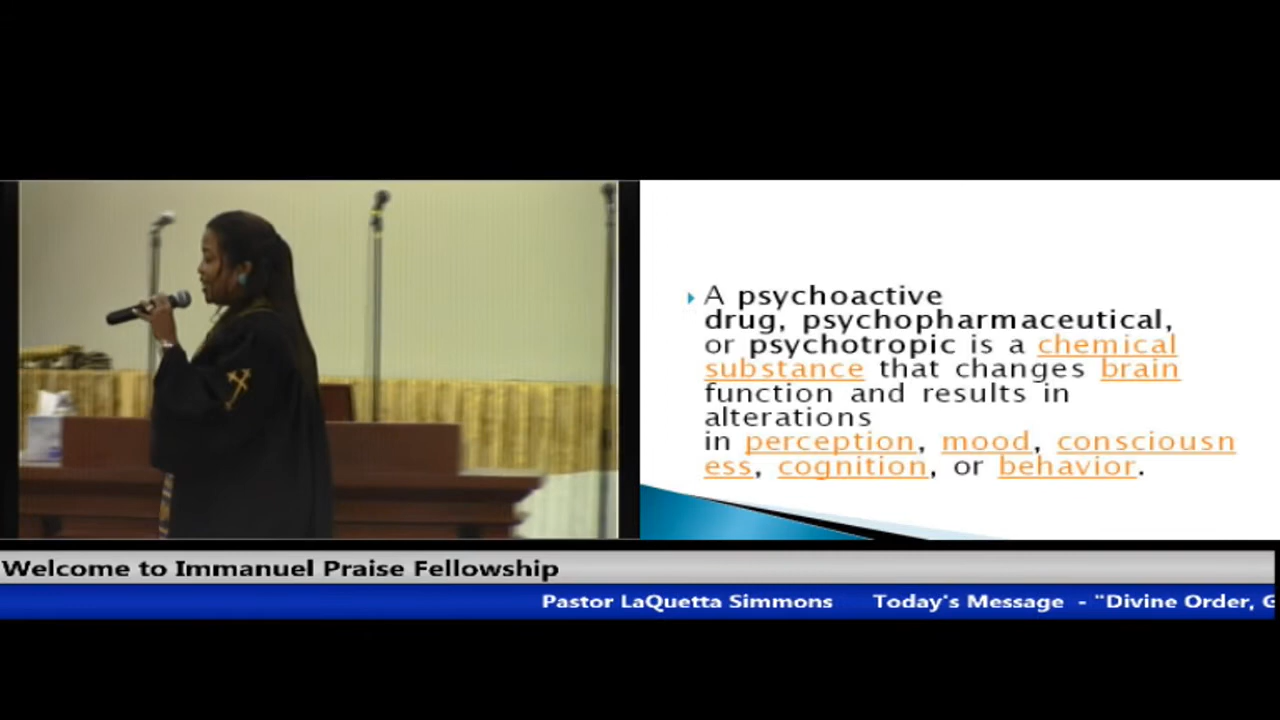 A psychoactive
drug, psychopharmaceutical,
or psychotropic is a chemical
substance that changes brain
function and results in
alterations
in perception, mood, consciousn
ess, cognition, or behavior.
Welcome to Immanuel Praise Fellowship
Pastor LaQuetta Simmons Today's Message - "Divine Order,